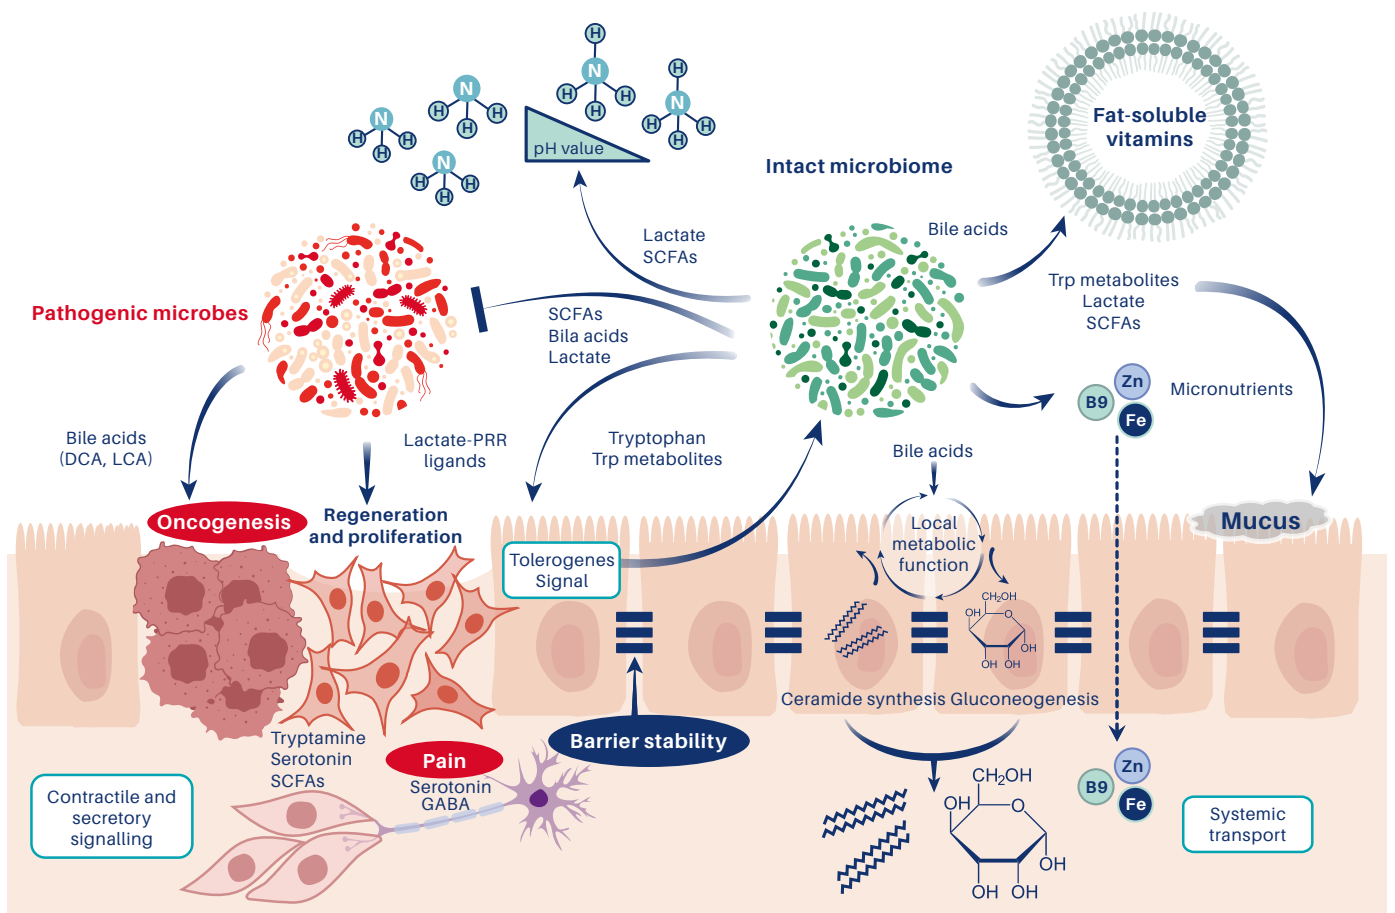 H
H
N
H
H
N
H
H
H
N
H
H
H
N
H
H
H
H
N
H
H
H
N
H
H
H
pH value
Fat-soluble
vitamins
Intact microbiome
Bile acids
Lactate
SCFAs
Trp metabolites
Lactate
SCFAs
Pathogenic microbes
SCFAs
Bila acids
Lactate
Zn
B9
Fe
Micronutrients
Bile acids
(DCA, LCA)
Lactate-PRR
ligands
Tryptophan
Trp metabolites
Bile acids
Oncogenesis
Regeneration
and proliferation
Local
metabolic
function
Mucus
Tolerogenes
Signal
CH₂OH
OH
O
OH
OH
OH
Ceramide synthesis
Gluconeogenesis
Barrier stability
Tryptamine
Serotonin
SCFAs
Pain
Serotonin
GABA
Contractile and
secretory
signalling
CH₂OH
OH
O
OH
OH
OH
Zn
B9
Fe
Systemic
transport